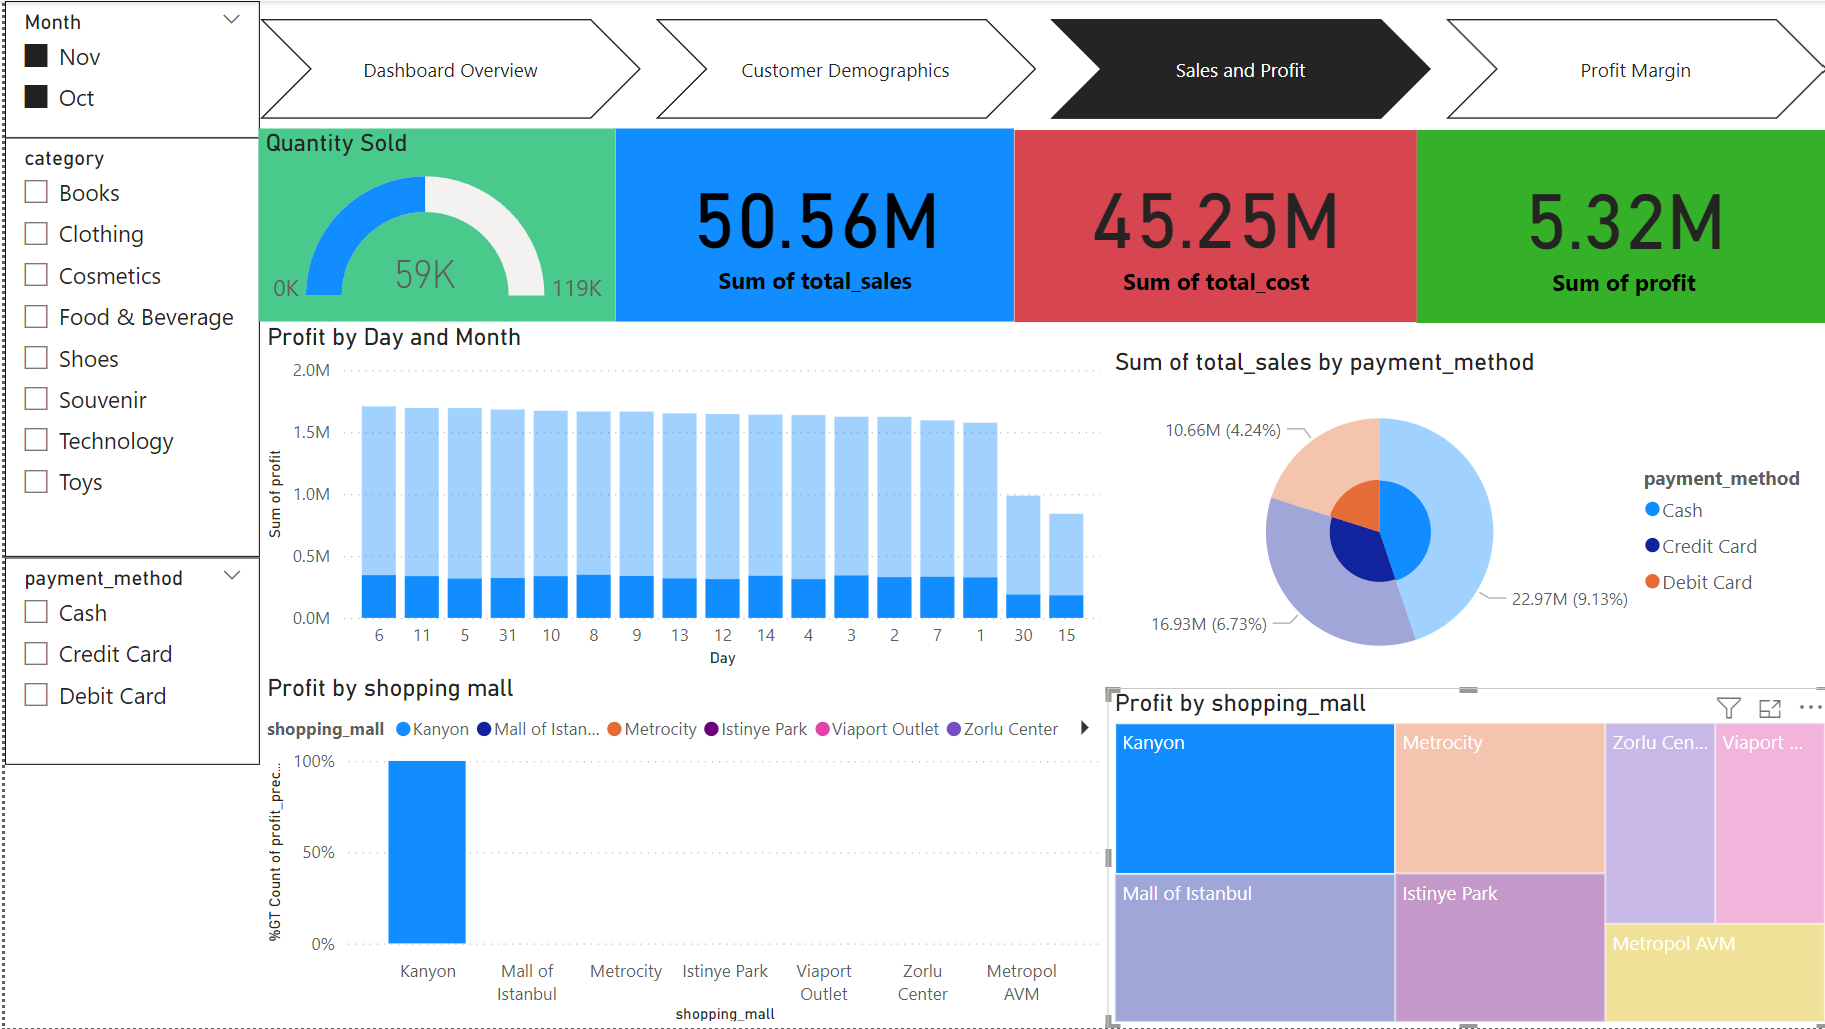 Month
Nov
Oct
category
Books
Clothing
Cosmetics
Food & Beverage
Shoes
Souvenir
Technology
Toys
payment_method
Cash
Credit Card
Debit Card
Dashboard Overview
Customer Demographics
Sales and Profit
Profit Margin
Quantity Sold
59K
0K
119K
50.56M
Sum of total_sales
45.25M
Sum of total_cost
5.32M
Sum of profit
Profit by Day and Month
Sum of profit
2.0M
1.5M
1.0M
0.5M
0.0M
6 11 5 31 10 8 9 13 12 14 4 3 2 7 1 30 15
Day
Sum of total_sales by payment_method
10.66M (4.24%)
22.97M (9.13%)
16.93M (6.73%)
payment_method
Cash
Credit Card
Debit Card
Profit by shopping mall
shopping_mall Kanyon Mall of Istan... Metrocity Istinye Park Viaport Outlet Zorlu Center
%GT Count of profit_prec...
100%
50%
0%
Kanyon
Mall of
Istanbul
Metrocity
Istinye Park
Viaport
Outlet
Zorlu
Center
Metropol
AVM
shopping_mall
Profit by shopping_mall
Kanyon
Metrocity
Zorlu Cen...
Viaport ...
Mall of Istanbul
Istinye Park
Metropol AVM